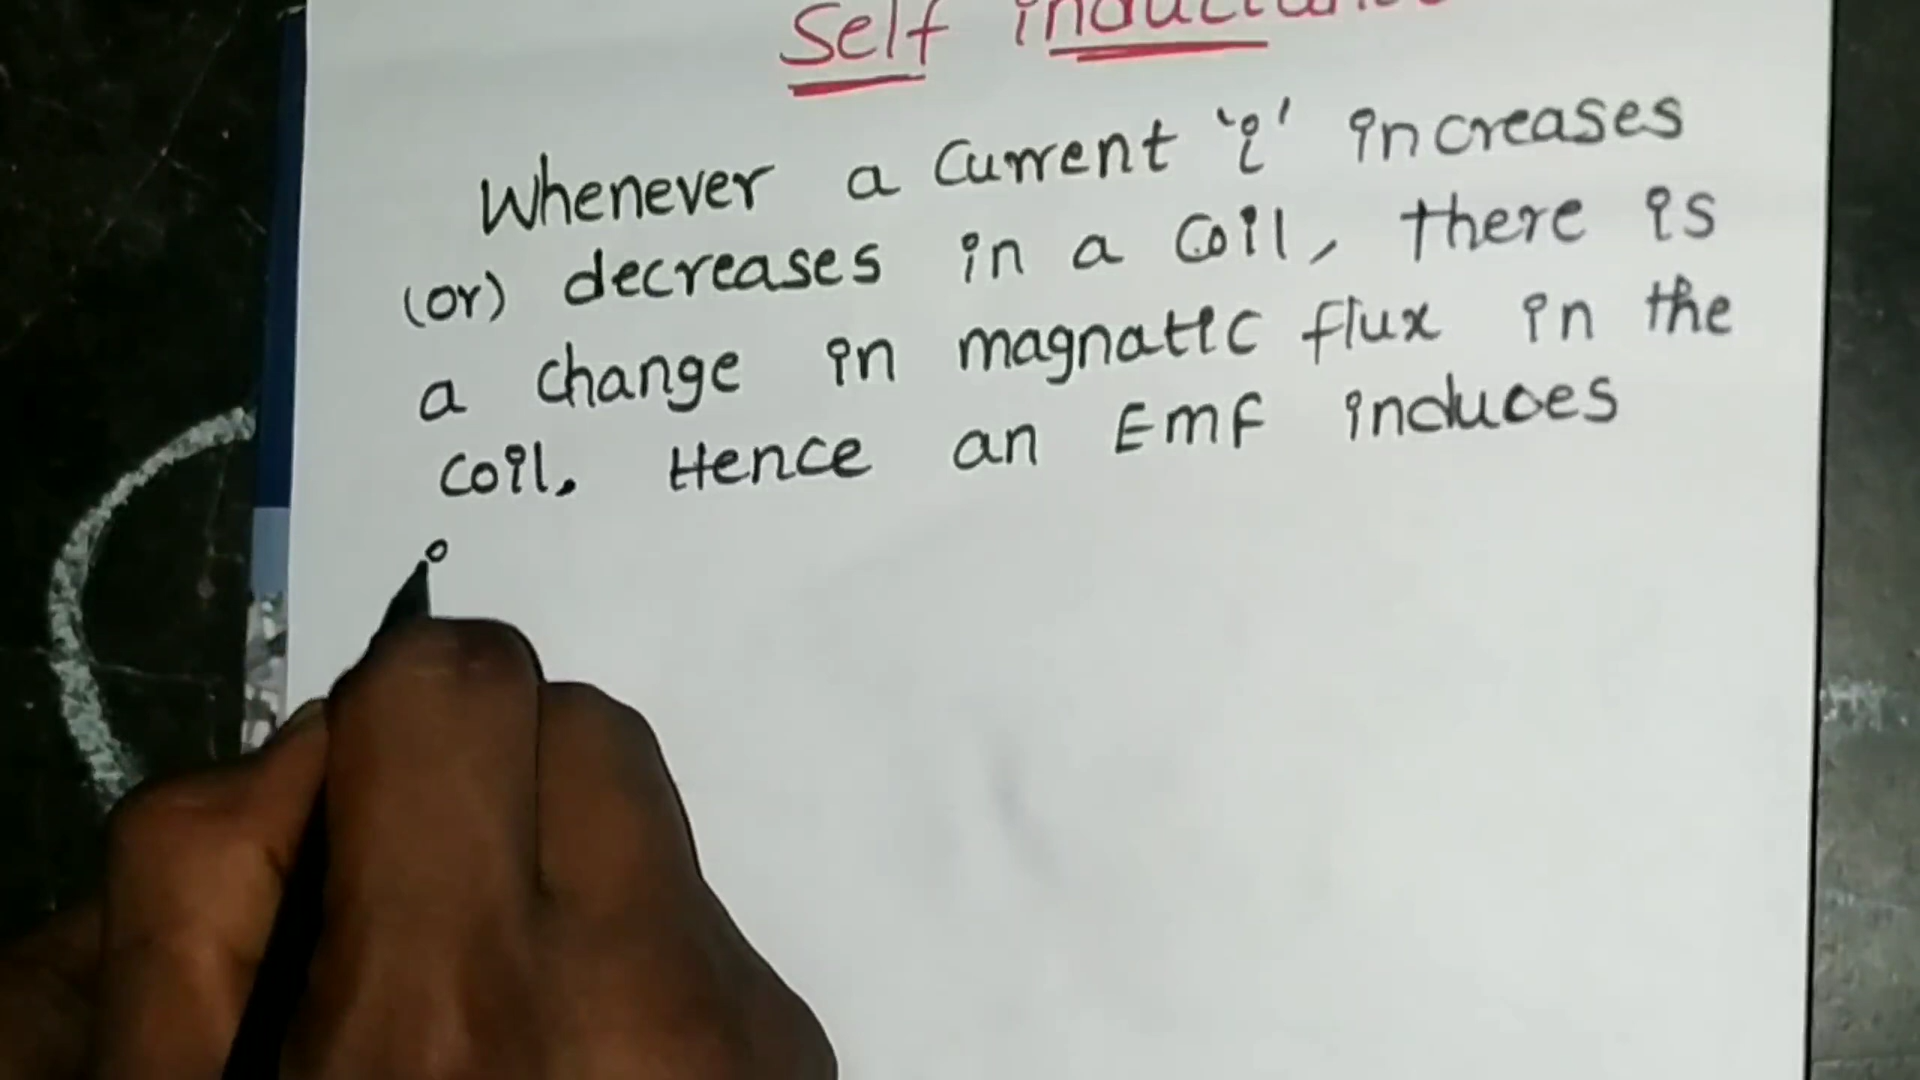 Self inductance
Whenever a current 'i' increases
(or) decreases in a coil, there is
a change in magnatic flux in the
coil. Hence an Emf induces